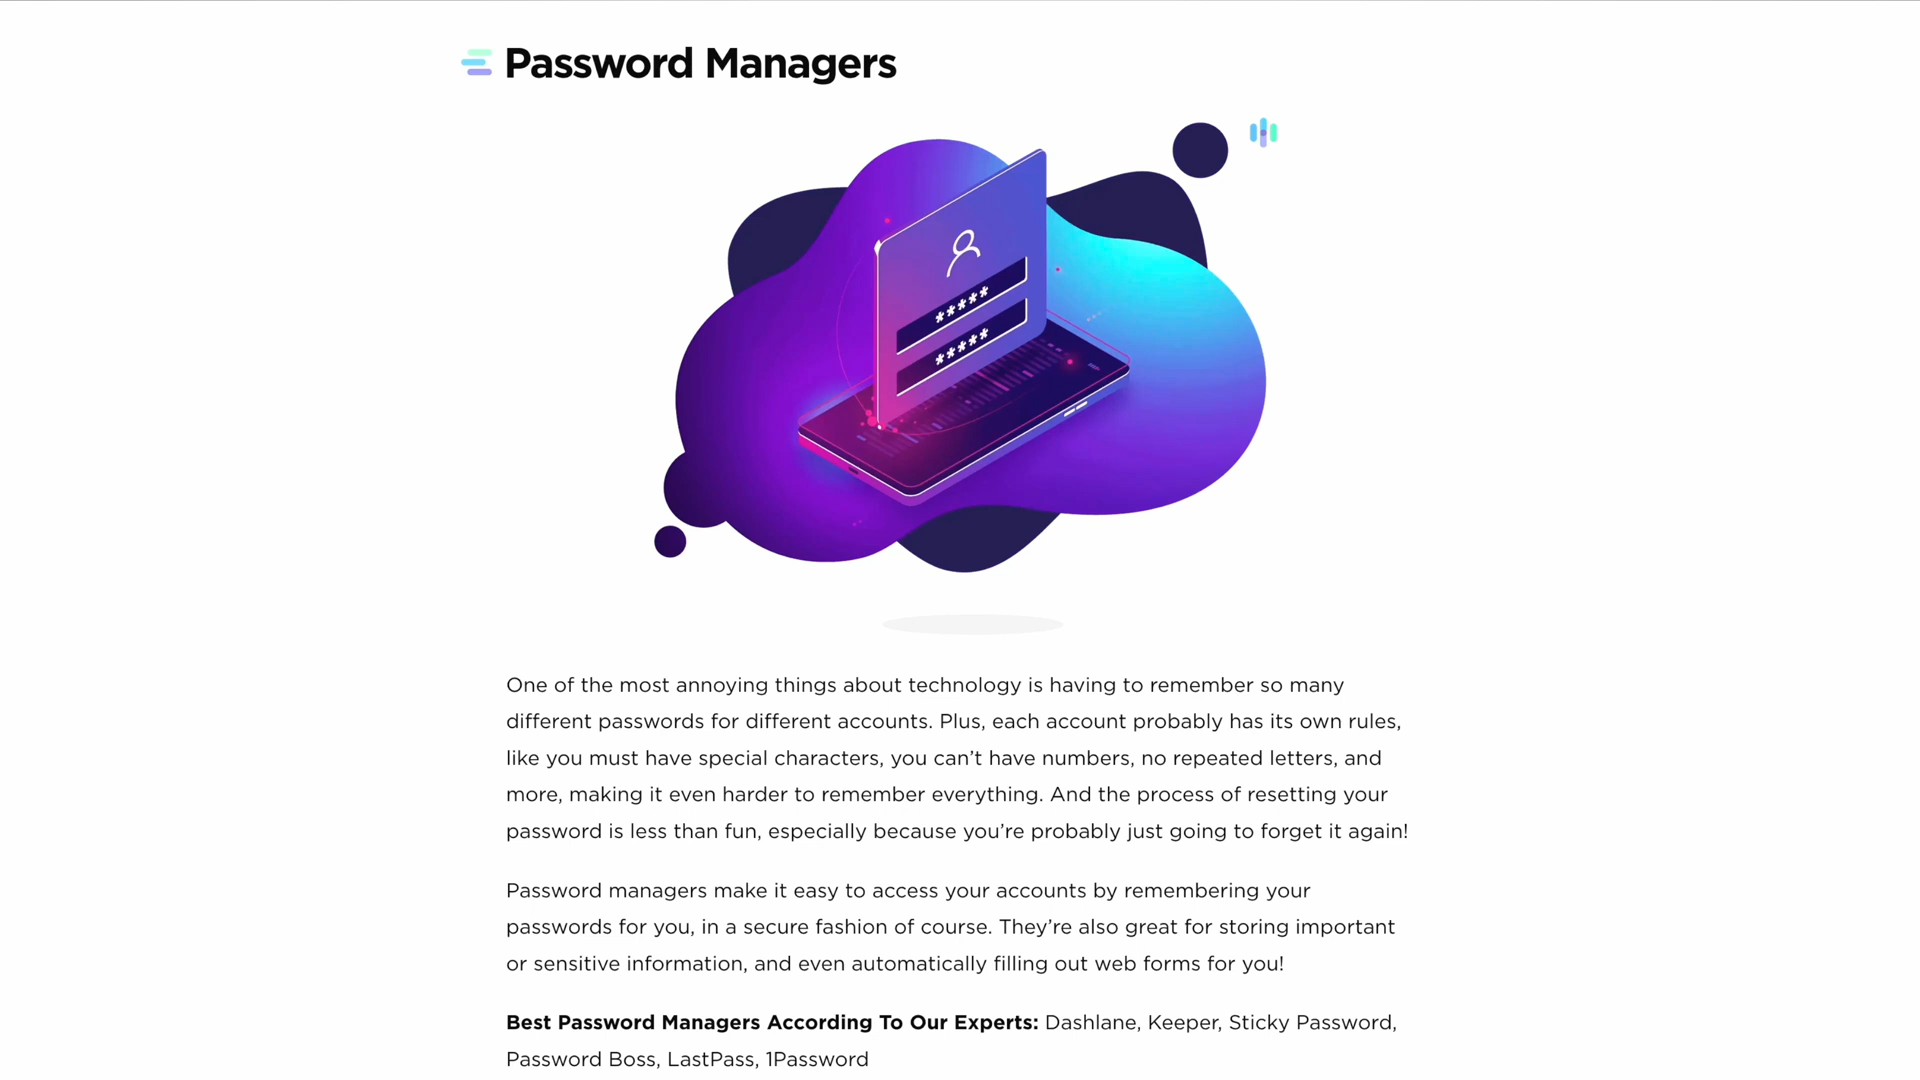 Password Managers
*****
*****
One of the most annoying things about technology is having to remember so many
different passwords for different accounts. Plus, each account probably has its own rules,
like you must have special characters, you can’t have numbers, no repeated letters, and
more, making it even harder to remember everything. And the process of resetting your
password is less than fun, especially because you’re probably just going to forget it again!
Password managers make it easy to access your accounts by remembering your
passwords for you, in a secure fashion of course. They’re also great for storing important
or sensitive information, and even automatically filling out web forms for you!
Best Password Managers According To Our Experts: Dashlane, Keeper, Sticky Password,
Password Boss, LastPass, 1Password